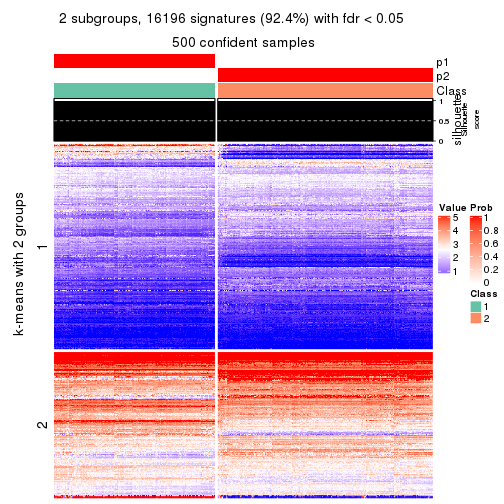 2 subgroups, 16196 signatures (92.4%) with fdr < 0.05
500 confident samples
p1
p2
Class
silhouette
1
0.5
0
Silhouette
score
k-means with 2 groups
1
2
Value
5
4
3
2
1
Prob
1
0.8
0.6
0.4
0.2
0
Class
1
2